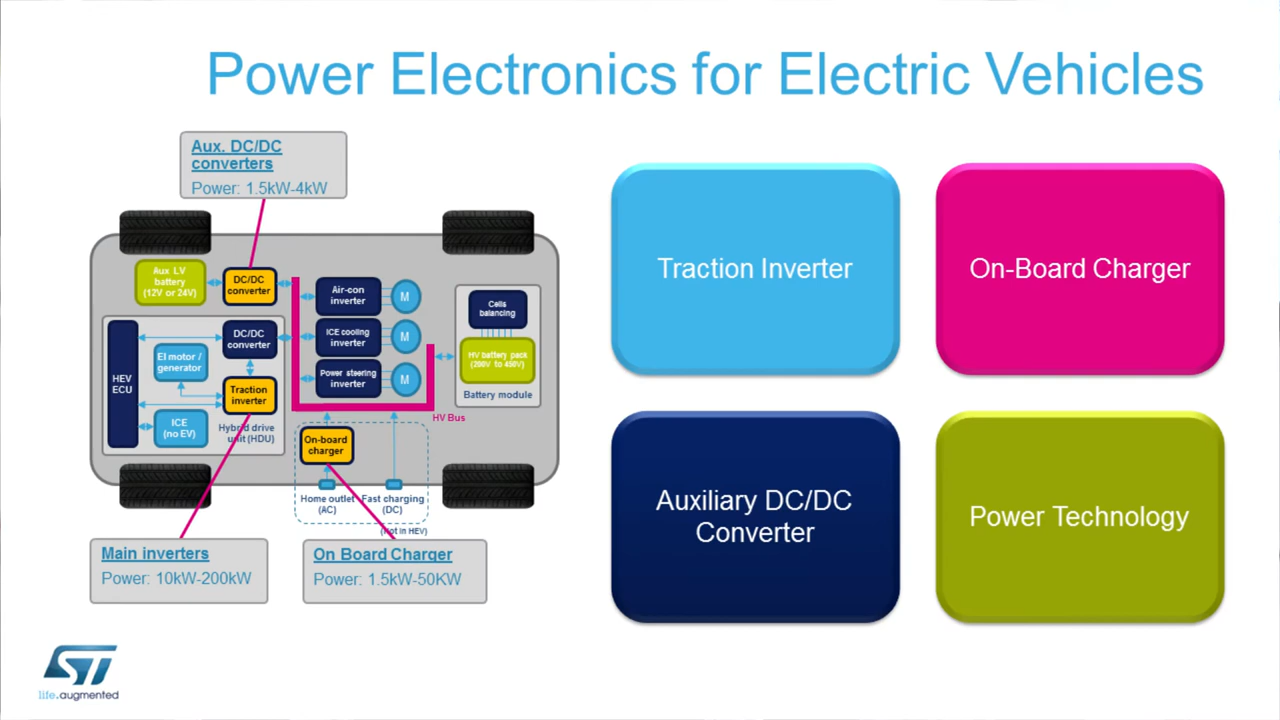 Power Electronics for Electric Vehicles
Aux. DC/DC
converters
Power: 1.5kW-4kW
Aux LV
battery
(12V or 24V)
DC/DC
converter
Air-con
inverter
M
Cells
balancing
HEV
ECU
DC/DC
converter
ICE cooling
inverter
M
EI motor /
generator
HV battery pack
(200V to 450V)
Traction
inverter
Power steering
inverter
M
Battery module
ICE
(no EV)
Hybrid drive
unit (HDU)
HV Bus
On-board
charger
Home outlet
(AC)
Fast charging
(DC)
(Not in HEV)
Main inverters
Power: 10kW-200kW
On Board Charger
Power: 1.5kW-50KW
Traction Inverter
On-Board Charger
Auxiliary DC/DC
Converter
Power Technology
ST
life.augmented